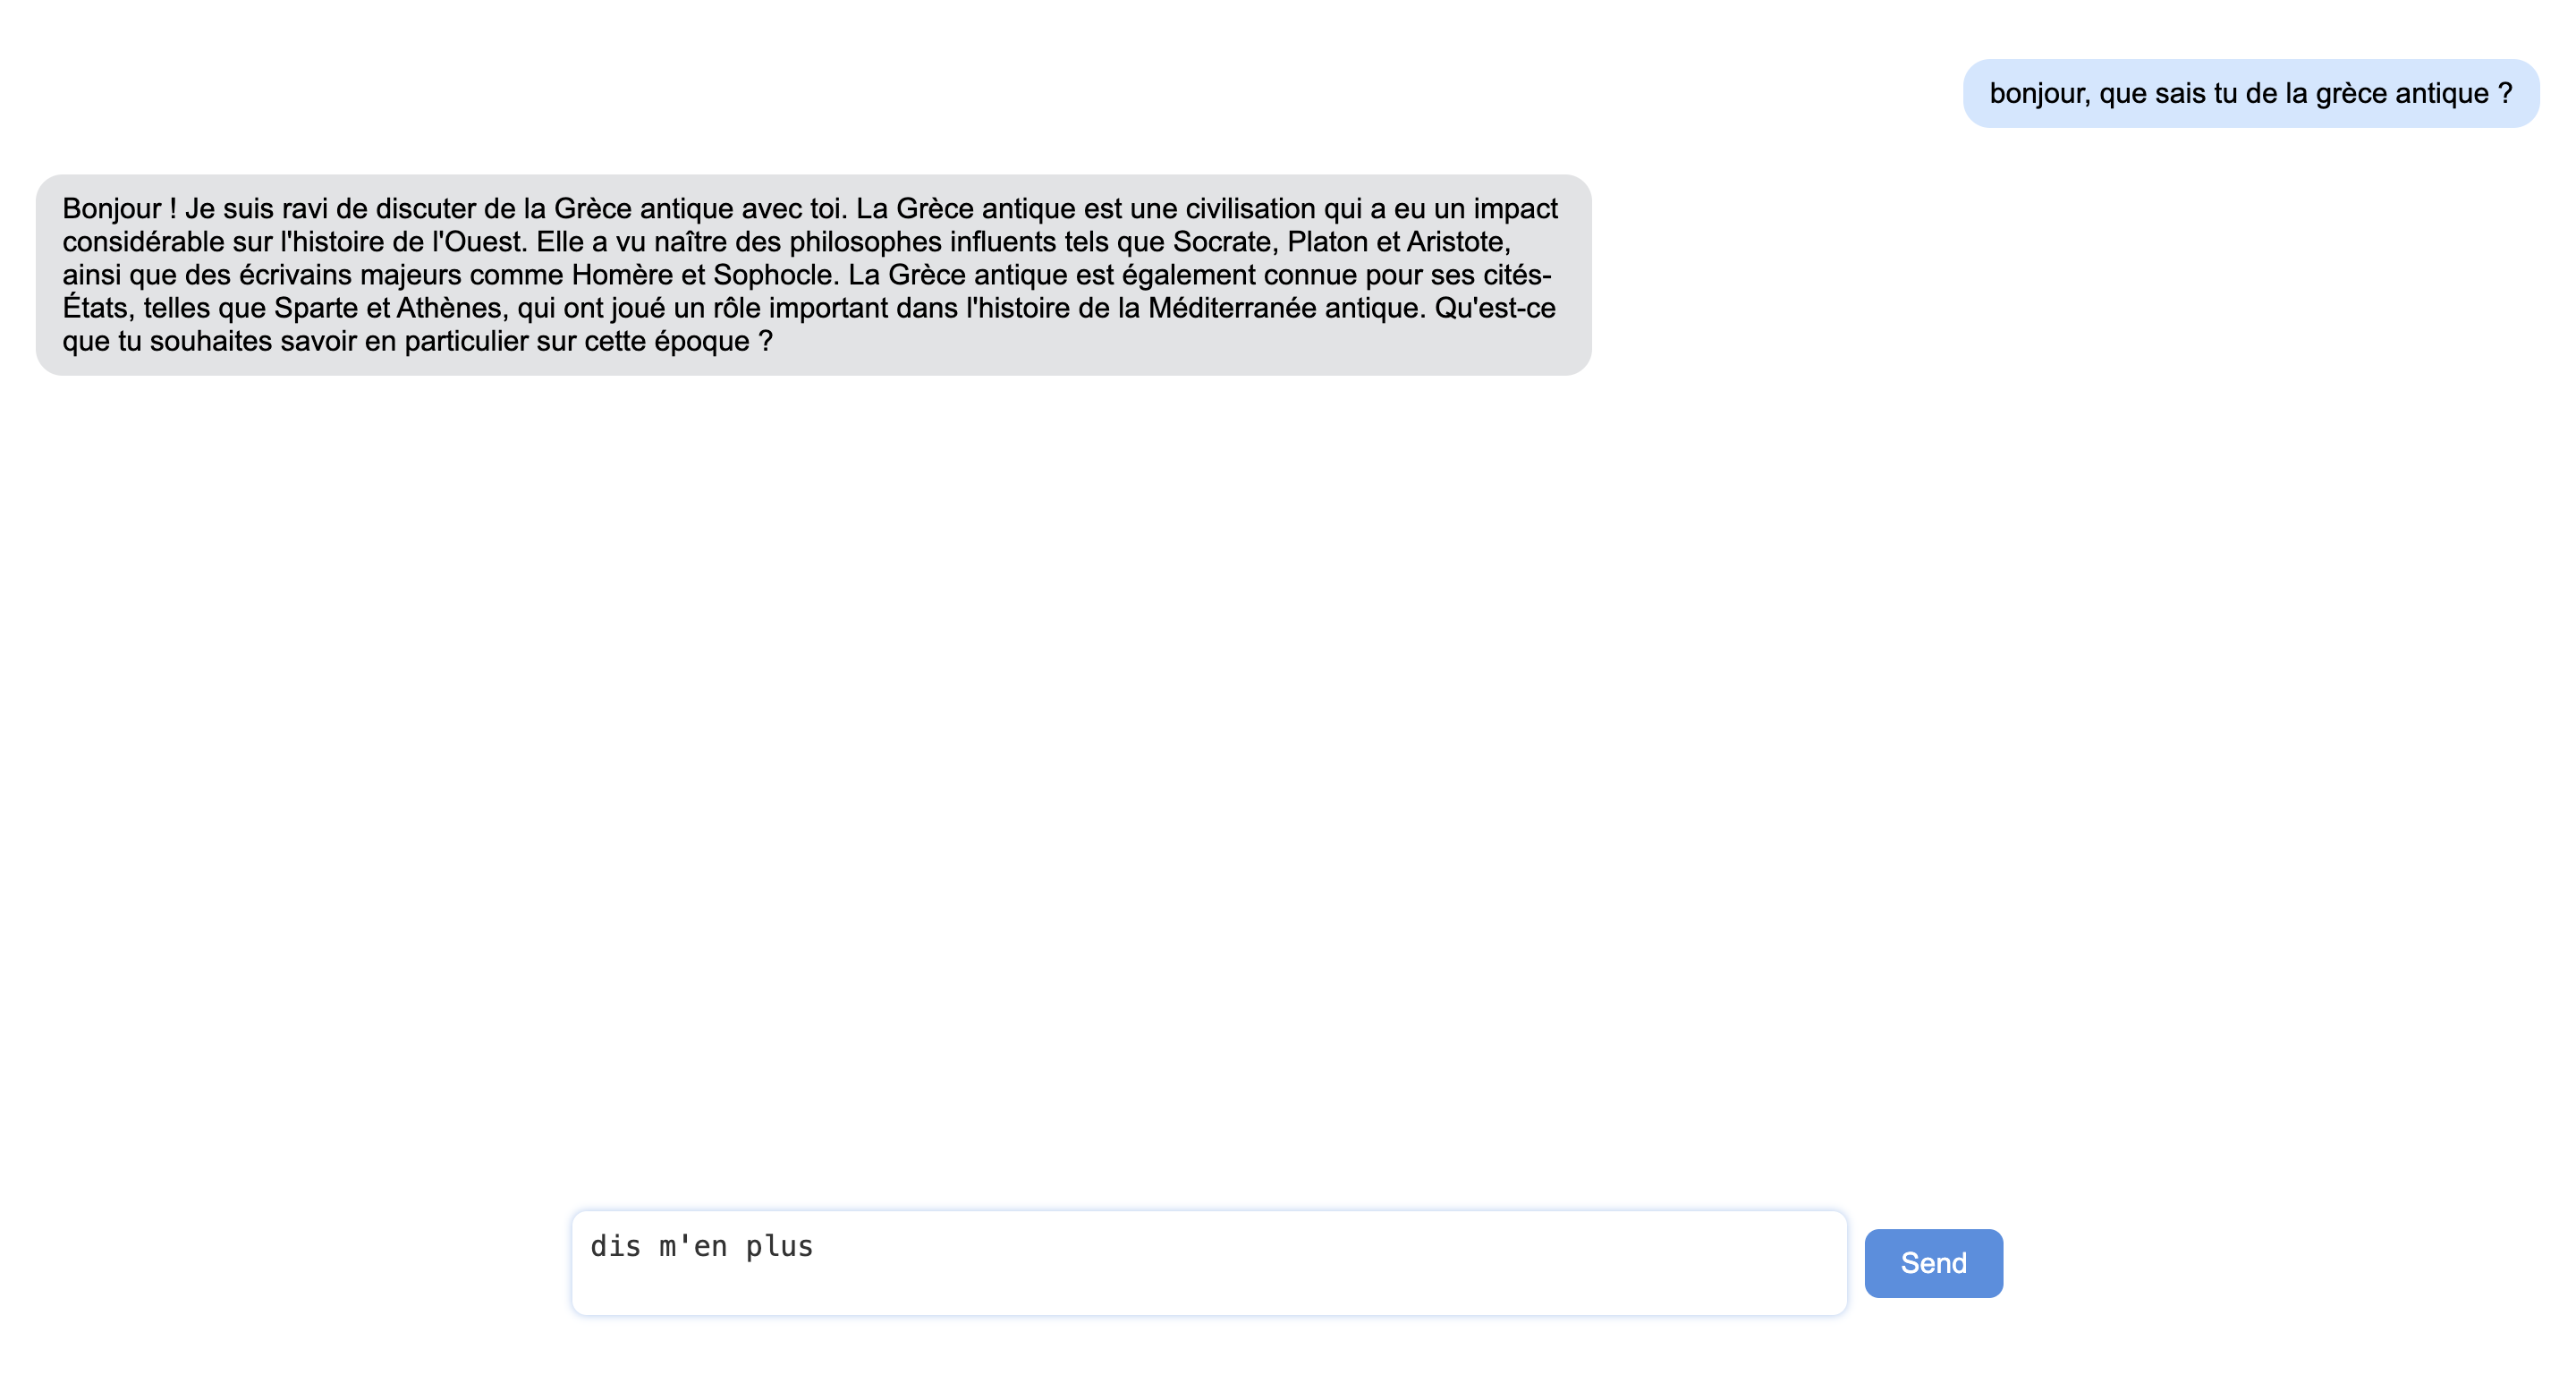 bonjour, que sais tu de la grèce antique ?
Bonjour ! Je suis ravi de discuter de la Grèce antique avec toi. La Grèce antique est une civilisation qui a eu un impact
considérable sur l'histoire de l'Ouest. Elle a vu naître des philosophes influents tels que Socrate, Platon et Aristote,
ainsi que des écrivains majeurs comme Homère et Sophocle. La Grèce antique est également connue pour ses cités-
États, telles que Sparte et Athènes, qui ont joué un rôle important dans l'histoire de la Méditerranée antique. Qu'est-ce
que tu souhaites savoir en particulier sur cette époque ?
dis m'en plus
Send